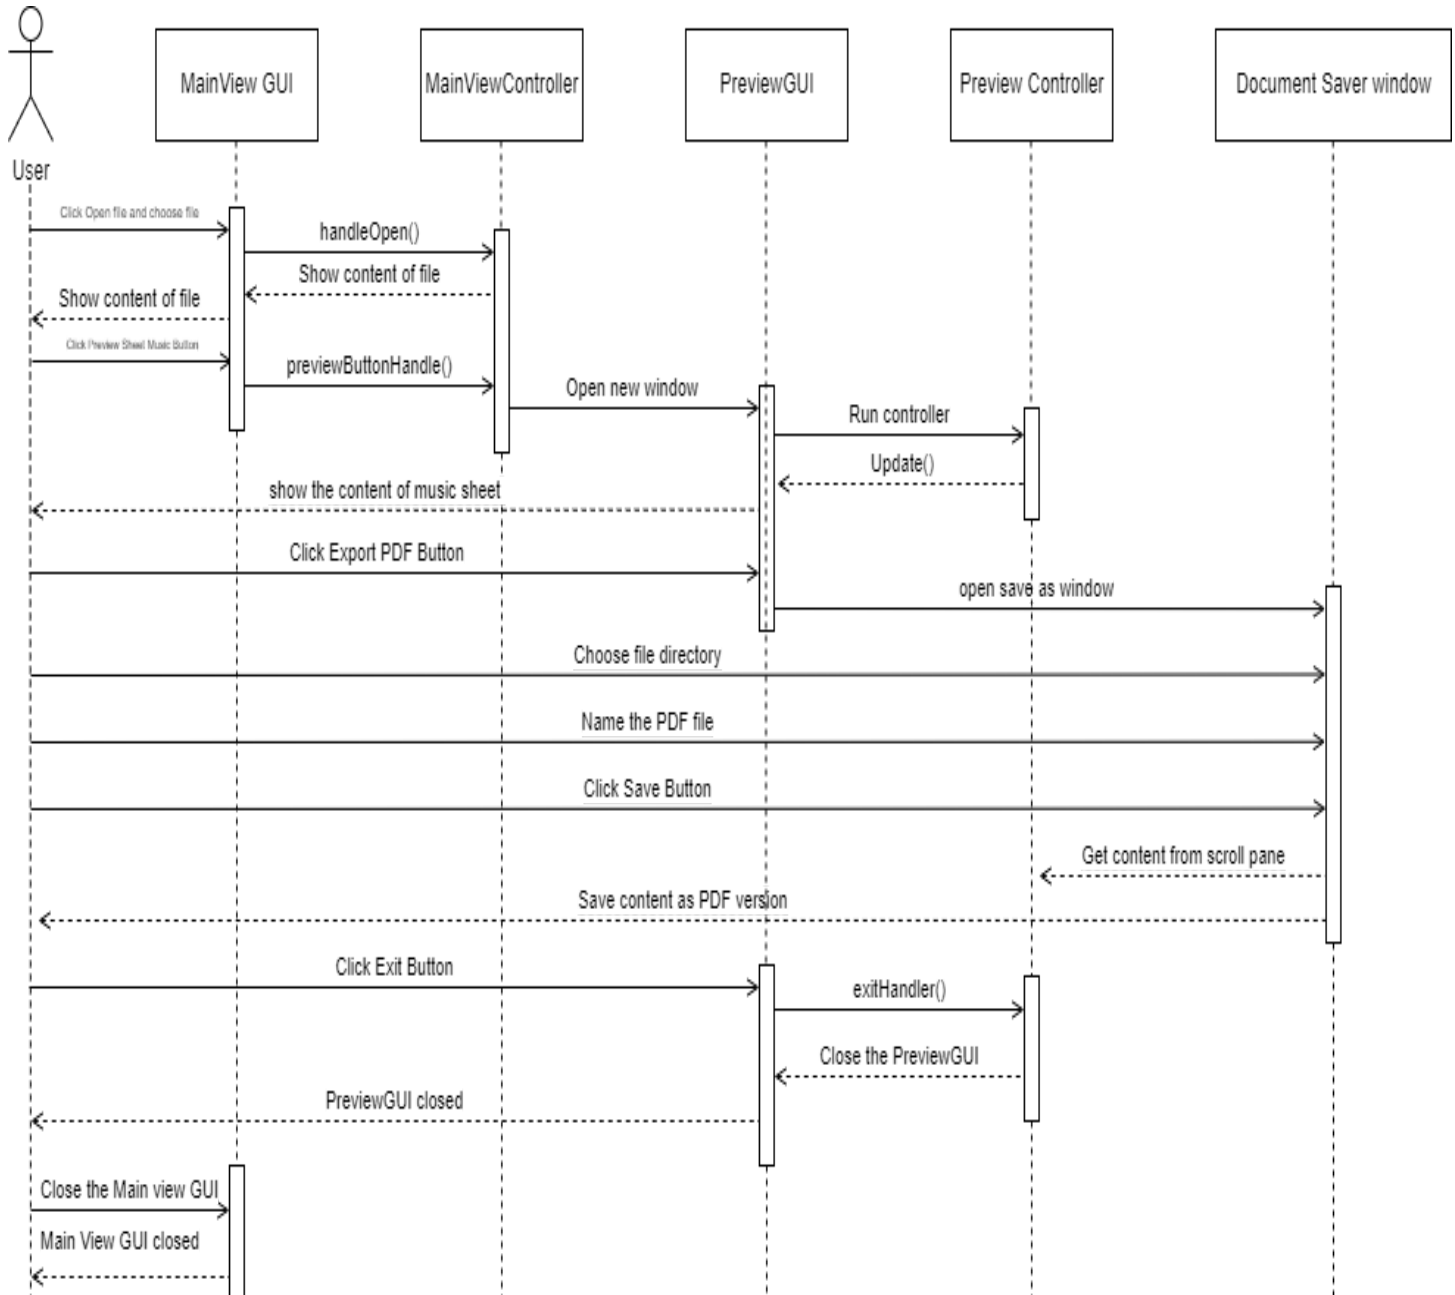 MainView GUI
MainViewController
PreviewGUI
Preview Controller
Document Saver window
User
Click Open file and choose file
handleOpen()
Show content of file
Show content of file
Click Preview Sheet Music Button
previewButtonHandle()
Open new window
Run controller
Update()
show the content of music sheet
Click Export PDF Button
open save as window
Choose file directory
Name the PDF file
Click Save Button
Get content from scroll pane
Save content as PDF version
Click Exit Button
exitHandler()
Close the PreviewGUI
PreviewGUI closed
Close the Main view GUI
Main View GUI closed